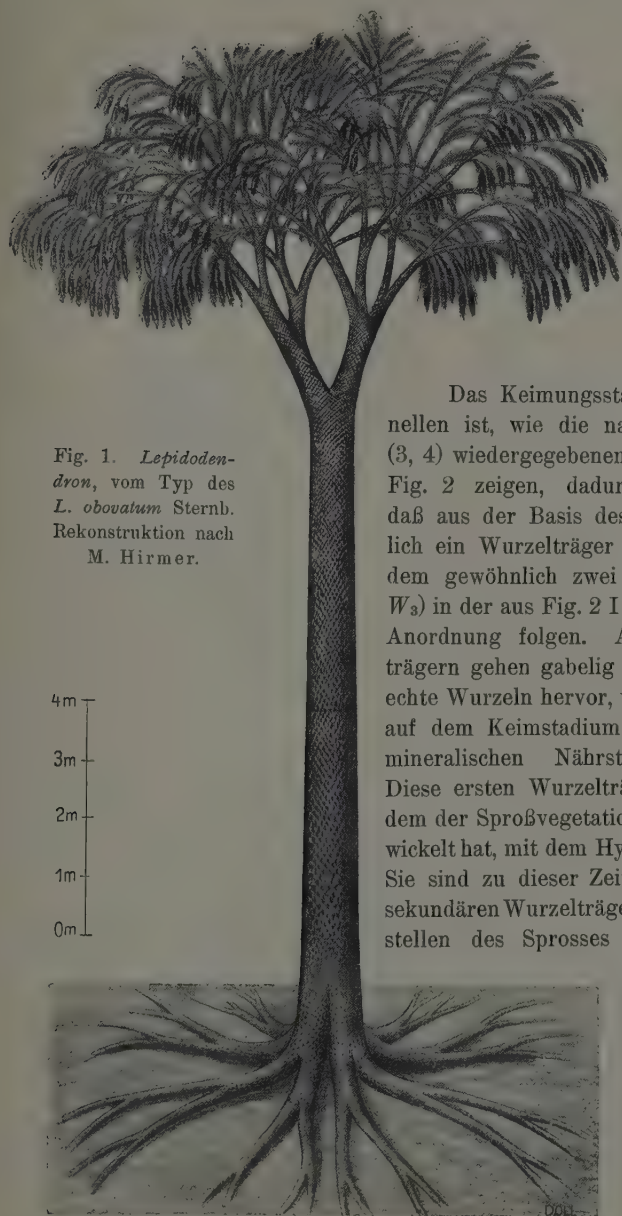 Fig. 1. Lepidoden-
dron, vom Typ des
L. obovatum Sternb.
Rekonstruktion nach
M. Hirmer.
4m
3m
2m
1m
0m
Das Keimungssta
nellen ist, wie die na
(3, 4) wiedergegebenen
Fig. 2 zeigen, dadur
daß aus der Basis des
lich ein Wurzelträger
dem gewöhnlich zwei
W₃) in der aus Fig. 2 I
Anordnung folgen. A
trägern gehen gabelig
echte Wurzeln hervor,
auf dem Keimstadium
mineralischen Nährst
Diese ersten Wurzelträ
dem der Sproßvegetatio
wickelt hat, mit dem Hy
Sie sind zu dieser Zei
sekundären Wurzelträge
stellen des Sprosses
DÖLL